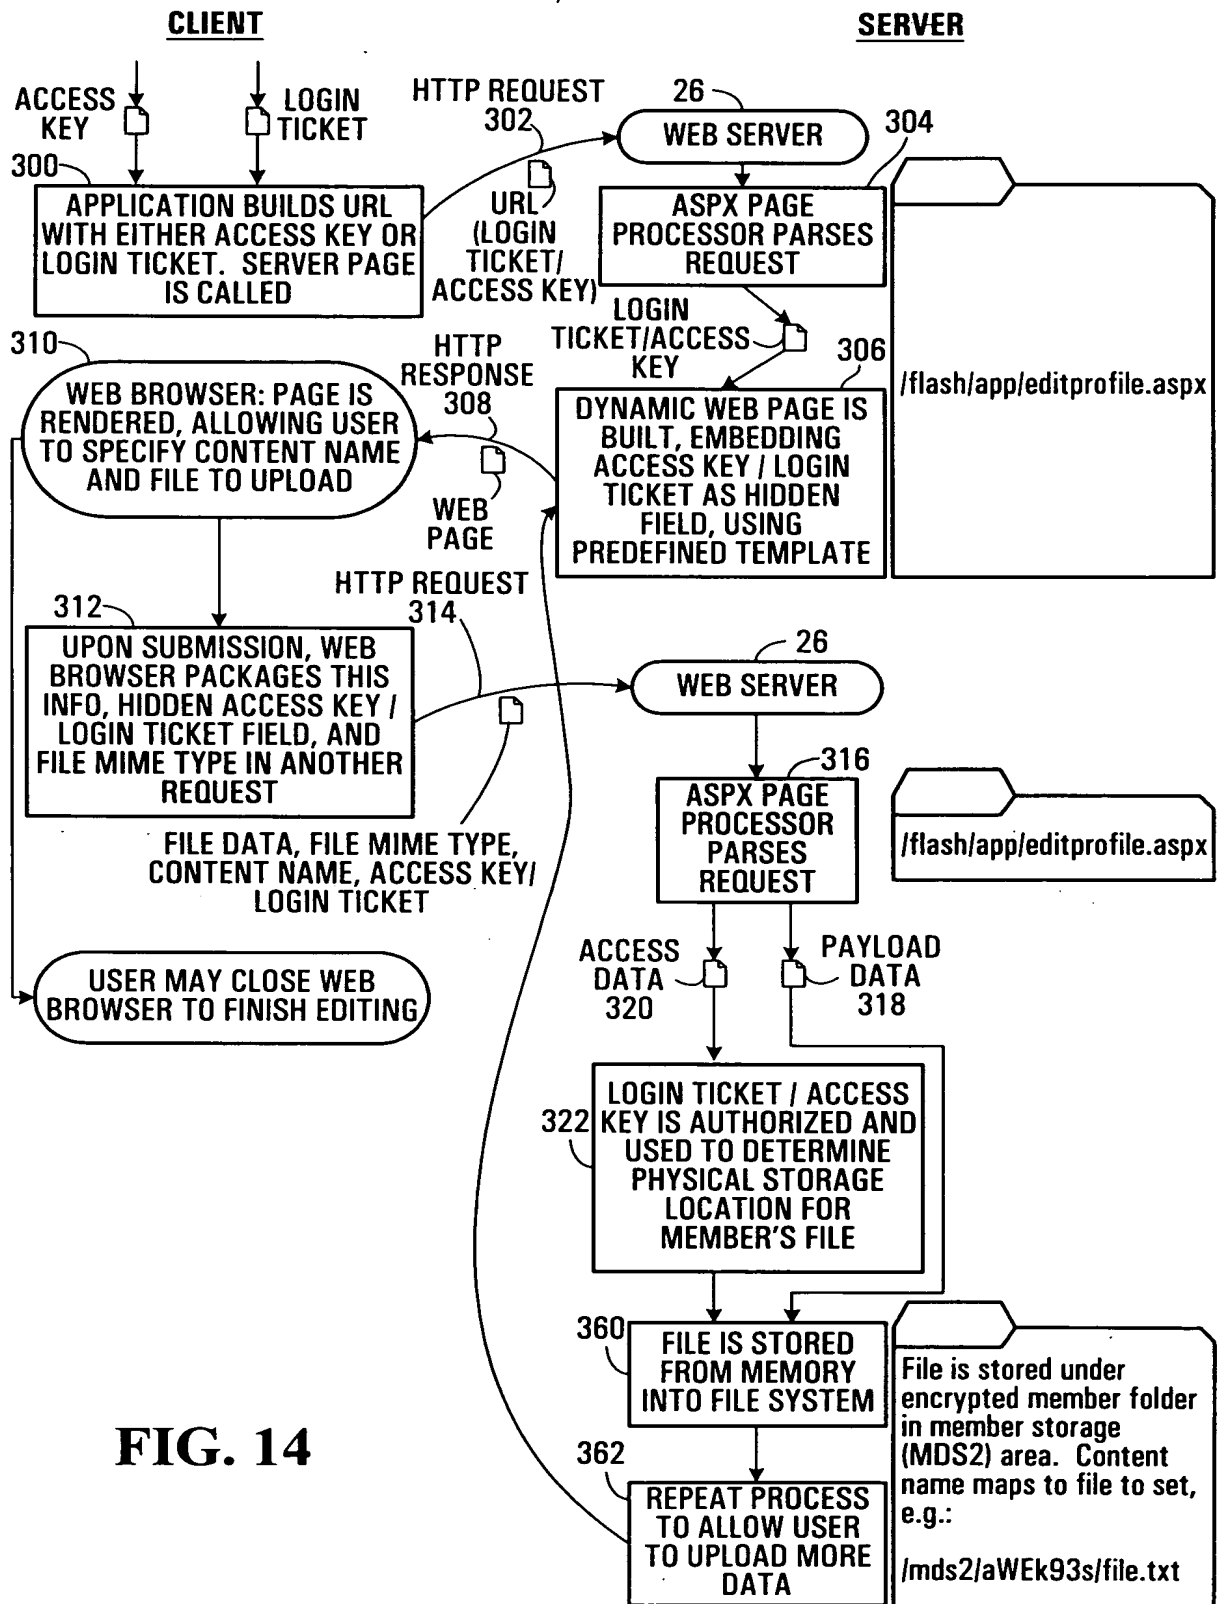 CLIENT
SERVER
ACCESS
KEY
LOGIN
TICKET
HTTP REQUEST
302
26
WEB SERVER
304
300
APPLICATION BUILDS URL
WITH EITHER ACCESS KEY OR
LOGIN TICKET. SERVER PAGE
IS CALLED
URL
(LOGIN
TICKET/
ACCESS KEY)
ASPX PAGE
PROCESSOR PARSES
REQUEST
LOGIN
TICKET/ACCESS
KEY
306
/flash/app/editprofile.aspx
310
WEB BROWSER: PAGE IS
RENDERED, ALLOWING USER
TO SPECIFY CONTENT NAME
AND FILE TO UPLOAD
HTTP
RESPONSE
308
WEB
PAGE
DYNAMIC WEB PAGE IS
BUILT, EMBEDDING
ACCESS KEY / LOGIN
TICKET AS HIDDEN
FIELD, USING
PREDEFINED TEMPLATE
HTTP REQUEST
314
312
UPON SUBMISSION, WEB
BROWSER PACKAGES THIS
INFO, HIDDEN ACCESS KEY /
LOGIN TICKET FIELD, AND
FILE MIME TYPE IN ANOTHER
REQUEST
26
WEB SERVER
316
ASPX PAGE
PROCESSOR
PARSES
REQUEST
/flash/app/editprofile.aspx
FILE DATA, FILE MIME TYPE,
CONTENT NAME, ACCESS KEY/
LOGIN TICKET
ACCESS
DATA
320
PAYLOAD
DATA
318
USER MAY CLOSE WEB
BROWSER TO FINISH EDITING
322
LOGIN TICKET / ACCESS
KEY IS AUTHORIZED AND
USED TO DETERMINE
PHYSICAL STORAGE
LOCATION FOR
MEMBER'S FILE
360
FILE IS STORED
FROM MEMORY
INTO FILE SYSTEM
File is stored under
encrypted member folder
in member storage
(MDS2) area. Content
name maps to file to set,
e.g.:
/mds2/aWEk93s/file.txt
362
REPEAT PROCESS
TO ALLOW USER
TO UPLOAD MORE
DATA
FIG. 14